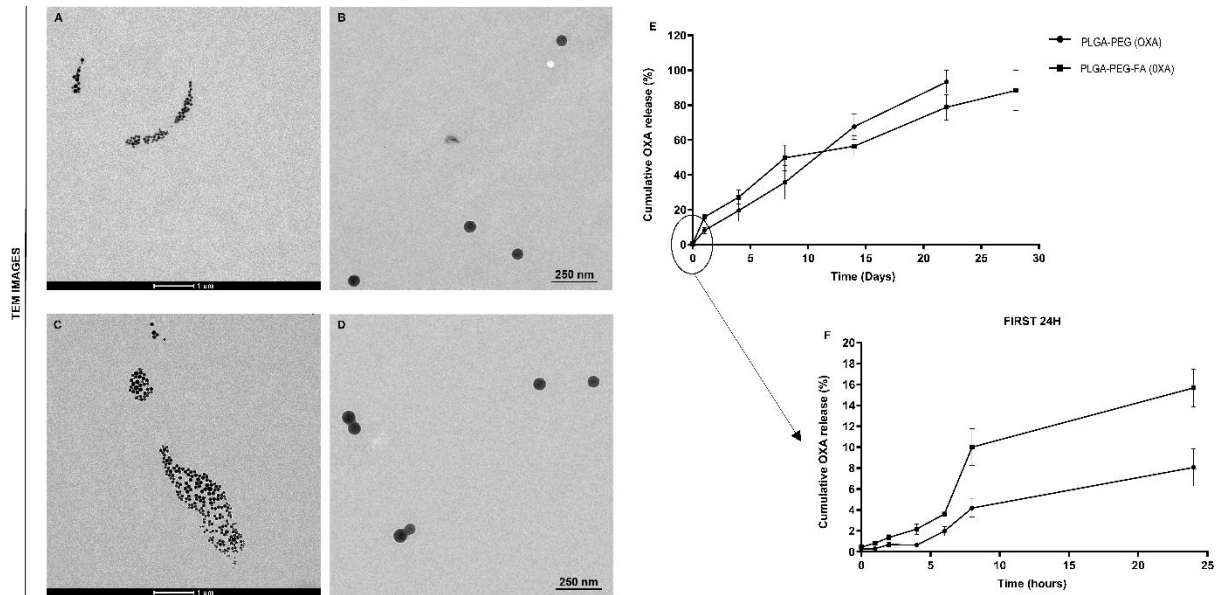 TEM IMAGES
A
1 µm
B
250 nm
C
1 µm
D
250 nm
E
PLGA-PEG (OXA)
PLGA-PEG-FA (0XA)
Cumulative OXA release (%)
120
100
80
60
40
20
0
0 5 10 15 20 25 30
Time (Days)
FIRST 24H
F
Cumulative OXA release (%)
20
18
16
14
12
10
8
6
4
2
0
0 5 10 15 20 25
Time (hours)